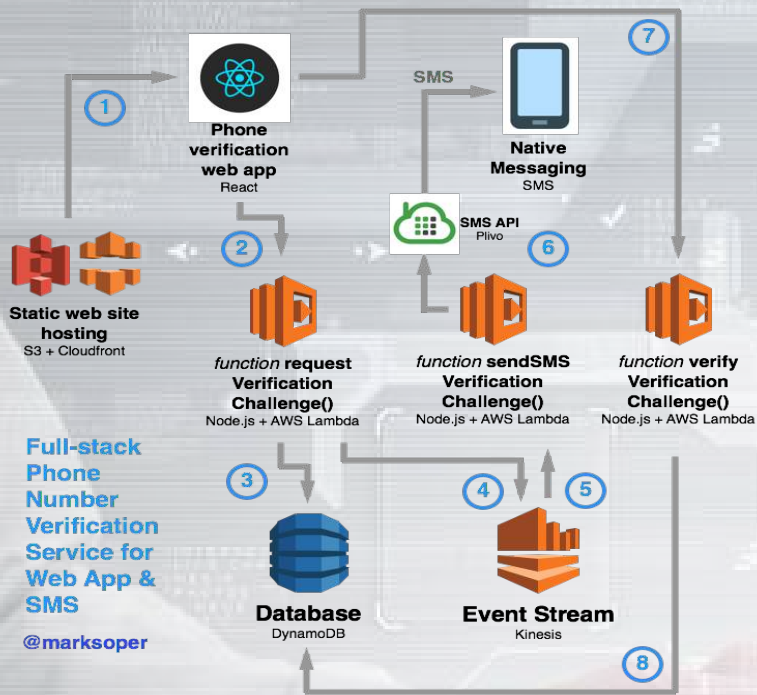 7
SMS
1
Phone
verification
web app
React
Native
Messaging
SMS
SMS API
Plivo
2
6
Static web site
hosting
S3 + Cloudfront
function request
Verification
Challenge()
Node.js + AWS Lambda
function sendSMS
Verification
Challenge()
Node.js + AWS Lambda
function verify
Verification
Challenge()
Node.js + AWS Lambda
Full-stack
Phone
Number
Verification
Service for
Web App &
SMS
@marksoper
3
4
5
Database
DynamoDB
Event Stream
Kinesis
8